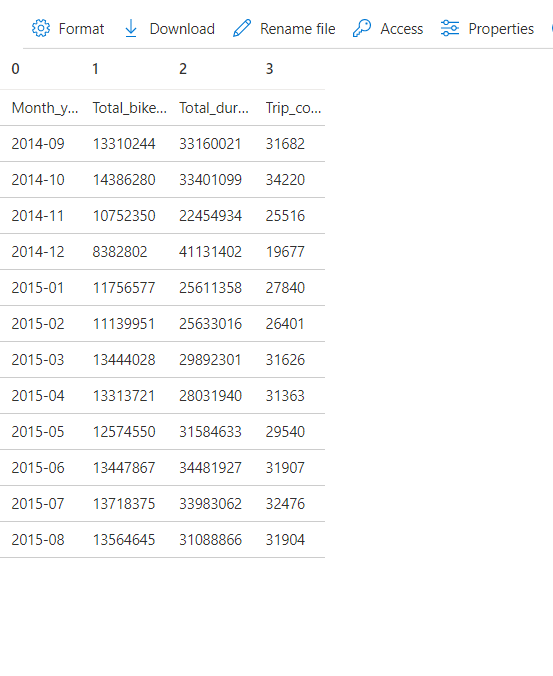 Format Download Rename file Access Properties
0 1 2 3
Month_y... Total_bike... Total_dur... Trip_co...
2014-09 13310244 33160021 31682
2014-10 14386280 33401099 34220
2014-11 10752350 22454934 25516
2014-12 8382802 41131402 19677
2015-01 11756577 25611358 27840
2015-02 11139951 25633016 26401
2015-03 13444028 29892301 31626
2015-04 13313721 28031940 31363
2015-05 12574550 31584633 29540
2015-06 13447867 34481927 31907
2015-07 13718375 33983062 32476
2015-08 13564645 31088866 31904